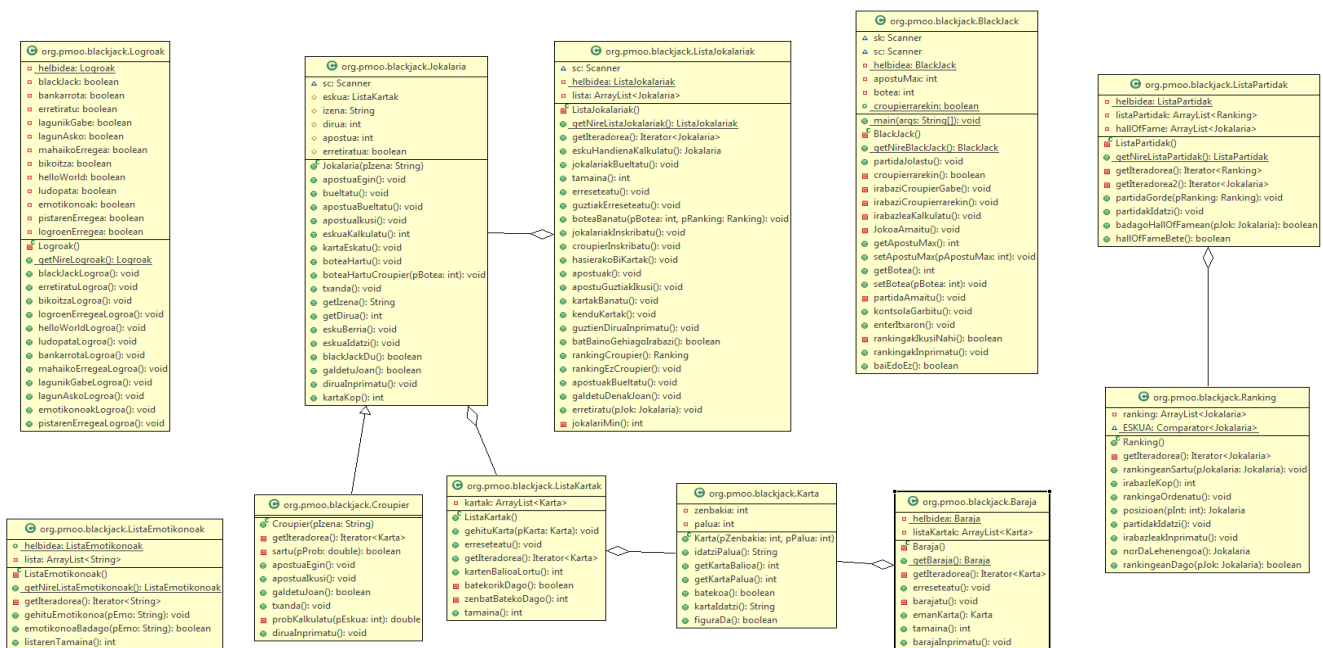 org.pmoo.blackjack.Logroak
helbidea: Logroak
blackJack: boolean
bankarrota: boolean
erretiratu: boolean
lagunikGabe: boolean
lagunAsko: boolean
mahaikoErregea: boolean
bikoitza: boolean
helloWorld: boolean
ludopata: boolean
emotikonoak: boolean
pistarenErregea: boolean
logroenErregea: boolean
Logroak()
getNireLogroak(): Logroak
blackJackLogroa(): void
erretiratuLogroa(): void
bikoitzaLogroa(): void
logroenErregeaLogroa(): void
helloWorldLogroa(): void
ludopataLogroa(): void
bankarrotaLogroa(): void
mahaikoErregeaLogroa(): void
lagunikGabeLogroa(): void
lagunAskoLogroa(): void
emotikonoakLogroa(): void
pistarenErregeaLogroa(): void
org.pmoo.blackjack.Jokalaria
sc: Scanner
eskua: ListaKartak
izena: String
dirua: int
apostua: int
erretiratua: boolean
Jokalaria(pIzena: String)
apostuaEgin(): void
bueltatu(): void
apostuaBueltatu(): void
apostuaIkusi(): void
eskuaKalkulatu(): int
kartaEskatu(): void
boteaHartu(): void
boteaHartuCroupier(pBotea: int): void
txanda(): void
getIzena(): String
getDirua(): int
eskuBerria(): void
eskuaIdatzi(): void
blackJackDu(): boolean
galdetuJoan(): boolean
diruaInprimatu(): void
kartaKop(): int
org.pmoo.blackjack.ListaJokalariak
sc: Scanner
helbidea: ListaJokalariak
lista: ArrayList<Jokalaria>
ListaJokalariak()
getNireListaJokalariak(): ListaJokalariak
getIteradorea(): Iterator<Jokalaria>
eskuHandienaKalkulatu(): Jokalaria
jokalariakBueltatu(): void
tamaina(): int
erreseteatu(): void
guztiakErreseteatu(): void
boteaBanatu(pBotea: int, pRanking: Ranking): void
jokalariakInskribatu(): void
croupierInskribatu(): void
hasierakoBiKartak(): void
apostuak(): void
apostuGuztiakIkusi(): void
kartakBanatu(): void
kenduKartak(): void
guztienDiruaInprimatu(): void
batBainoGehiagoIrabazi(): boolean
rankingCroupier(): Ranking
rankingEzCroupier(): void
apostuakBueltatu(): void
galdetuDenakJoan(): void
erretiratu(pJok: Jokalaria): void
jokalariMin(): int
org.pmoo.blackjack.BlackJack
sk: Scanner
sc: Scanner
helbidea: BlackJack
apostuMax: int
botea: int
croupierrarekin: boolean
main(args: String[]): void
BlackJack()
getNireBlackJack(): BlackJack
partidaJolastu(): void
croupierrarekin(): boolean
irabaziCroupierGabe(): void
irabaziCroupierrarekin(): void
irabazleaKalkulatu(): void
JokoaAmaitu(): void
getApostuMax(): int
setApostuMax(pApostuMax: int): void
getBotea(): int
setBotea(pBotea: int): void
partidaAmaitu(): void
kontsolaGarbitu(): void
enterItxaron(): void
rankingakIkusiNahi(): boolean
rankingakInprimatu(): void
baiEdoEz(): boolean
org.pmoo.blackjack.ListaPartidak
helbidea: ListaPartidak
listaPartidak: ArrayList<Ranking>
hallOfFame: ArrayList<Jokalaria>
ListaPartidak()
getNireListaPartidak(): ListaPartidak
getIteradorea(): Iterator<Ranking>
getIteradorea2(): Iterator<Jokalaria>
partidaGorde(pRanking: Ranking): void
partidakIdatzi(): void
badagoHallOfFamean(pJok: Jokalaria): boolean
hallOfFameBete(): boolean
org.pmoo.blackjack.Ranking
ranking: ArrayList<Jokalaria>
ESKUA: Comparator<Jokalaria>
Ranking()
getIteradorea(): Iterator<Jokalaria>
rankingeanSartu(pJokalaria: Jokalaria): void
irabazleKop(): int
rankingaOrdenatu(): void
posizioan(pInt: int): Jokalaria
partidakIdatzi(): void
irabazleakInprimatu(): void
norDaLehenengoa(): Jokalaria
rankingeanDago(pJok: Jokalaria): boolean
org.pmoo.blackjack.ListaEmotikonoak
helbidea: ListaEmotikonoak
lista: ArrayList<String>
ListaEmotikonoak()
getNireListaEmotikonoak(): ListaEmotikonoak
getIteradorea(): Iterator<String>
gehituEmotikonoa(pEmo: String): void
emotikonoaBadago(pEmo: String): boolean
listarenTamaina(): int
org.pmoo.blackjack.Croupier
Croupier(pIzena: String)
getIteradorea(): Iterator<Karta>
sartu(pProb: double): boolean
apostuaEgin(): void
apostuaIkusi(): void
galdetuJoan(): boolean
txanda(): void
probKalkulatu(pEskua: int): double
diruaInprimatu(): void
org.pmoo.blackjack.ListaKartak
kartak: ArrayList<Karta>
ListaKartak()
gehituKarta(pKarta: Karta): void
erreseteatu(): void
getIteradorea(): Iterator<Karta>
kartenBalioaLortu(): int
batekorikDago(): boolean
zenbatBatekoDago(): int
tamaina(): int
org.pmoo.blackjack.Karta
zenbakia: int
palua: int
Karta(pZenbakia: int, pPalua: int)
idatziPalua(): String
getKartaBalioa(): int
getKartaPalua(): int
batekoa(): boolean
kartaIdatzi(): String
figuraDa(): boolean
org.pmoo.blackjack.Baraja
helbidea: Baraja
listaKartak: ArrayList<Karta>
Baraja()
getBaraja(): Baraja
getIteradorea(): Iterator<Karta>
erreseteatu(): void
barajatu(): void
emanKarta(): Karta
tamaina(): int
barajaInprimatu(): void